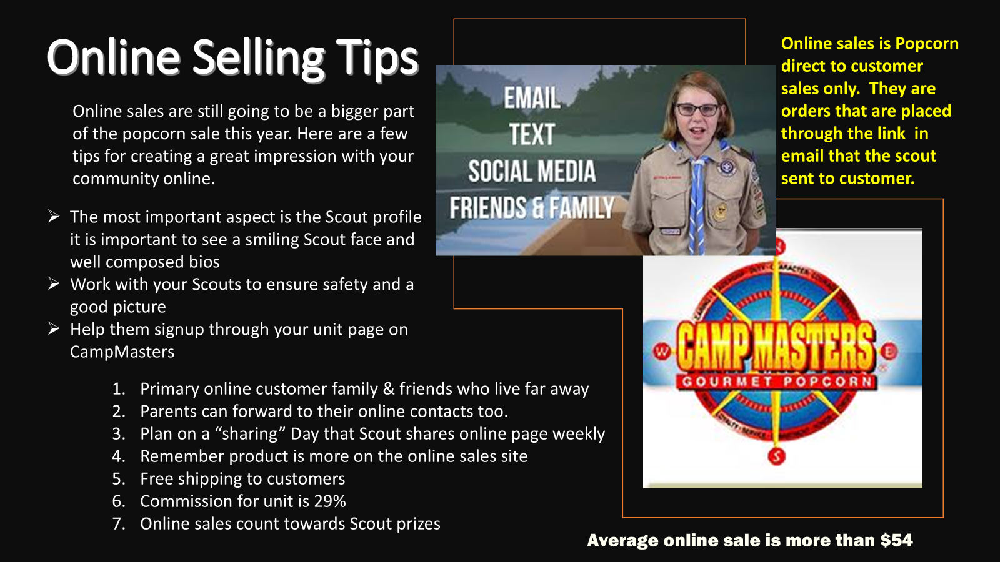 Online Selling Tips
Online sales are still going to be a bigger part
of the popcorn sale this year. Here are a few
tips for creating a great impression with your
community online.
➢ The most important aspect is the Scout profile
it is important to see a smiling Scout face and
well composed bios
➢ Work with your Scouts to ensure safety and a
good picture
➢ Help them signup through your unit page on
CampMasters
1. Primary online customer family & friends who live far away
2. Parents can forward to their online contacts too.
3. Plan on a “sharing” Day that Scout shares online page weekly
4. Remember product is more on the online sales site
5. Free shipping to customers
6. Commission for unit is 29%
7. Online sales count towards Scout prizes
EMAIL
TEXT
SOCIAL MEDIA
FRIENDS & FAMILY
Online sales is Popcorn
direct to customer
sales only.  They are
orders that are placed
through the link  in
email that the scout
sent to customer.
N
DUTY · CHARACTER
W CAMP MASTERS E
®
GOURMET POPCORN
LOYALTY · SERVICE
S
Average online sale is more than $54